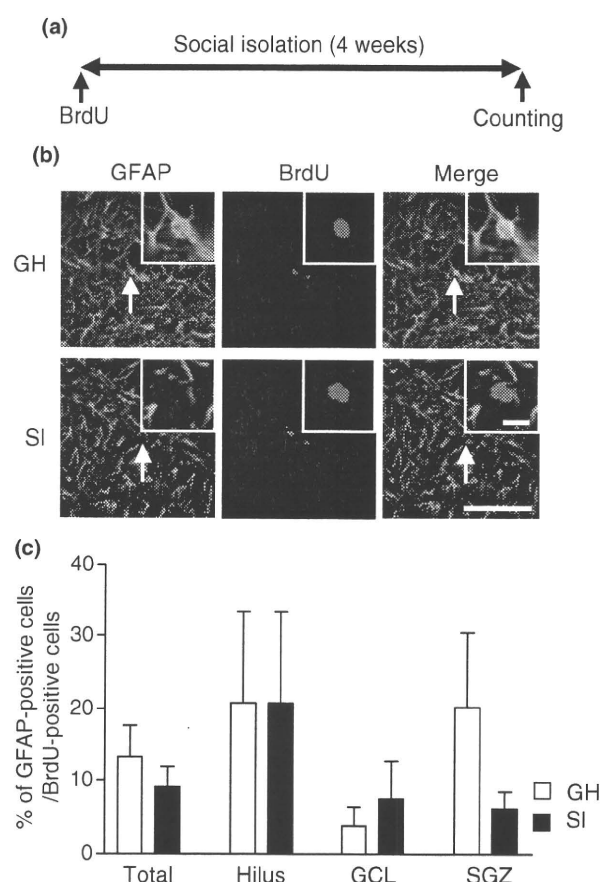 (a)
Social isolation (4 weeks)
BrdU
Counting
(b)
GFAP BrdU Merge
GH
SI
(c)
% of GFAP-positive cells
/BrdU-positive cells
40
30
20
10
0
Total Hilus GCL SGZ
GH
SI